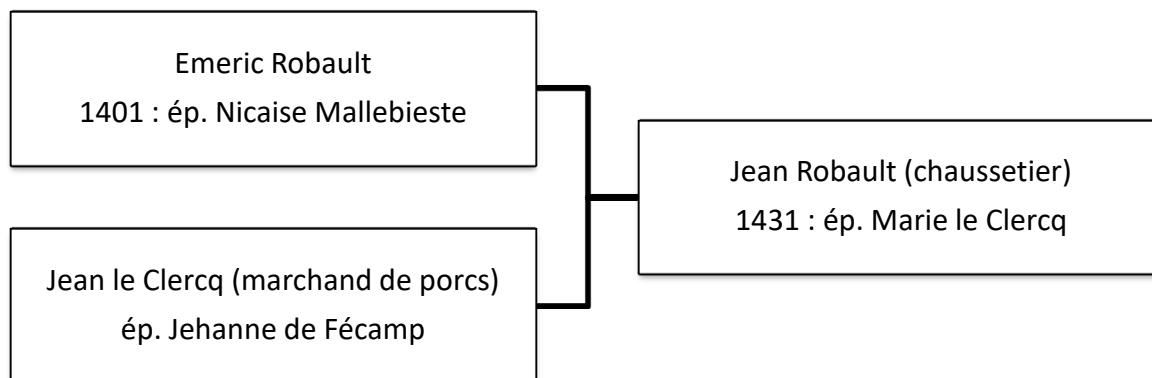 Emeric Robault
1401 : ép. Nicaise Mallebieste
Jean Robault (chaussetier)
1431 : ép. Marie le Clercq
Jean le Clercq (marchand de porcs)
ép. Jehanne de Fécamp